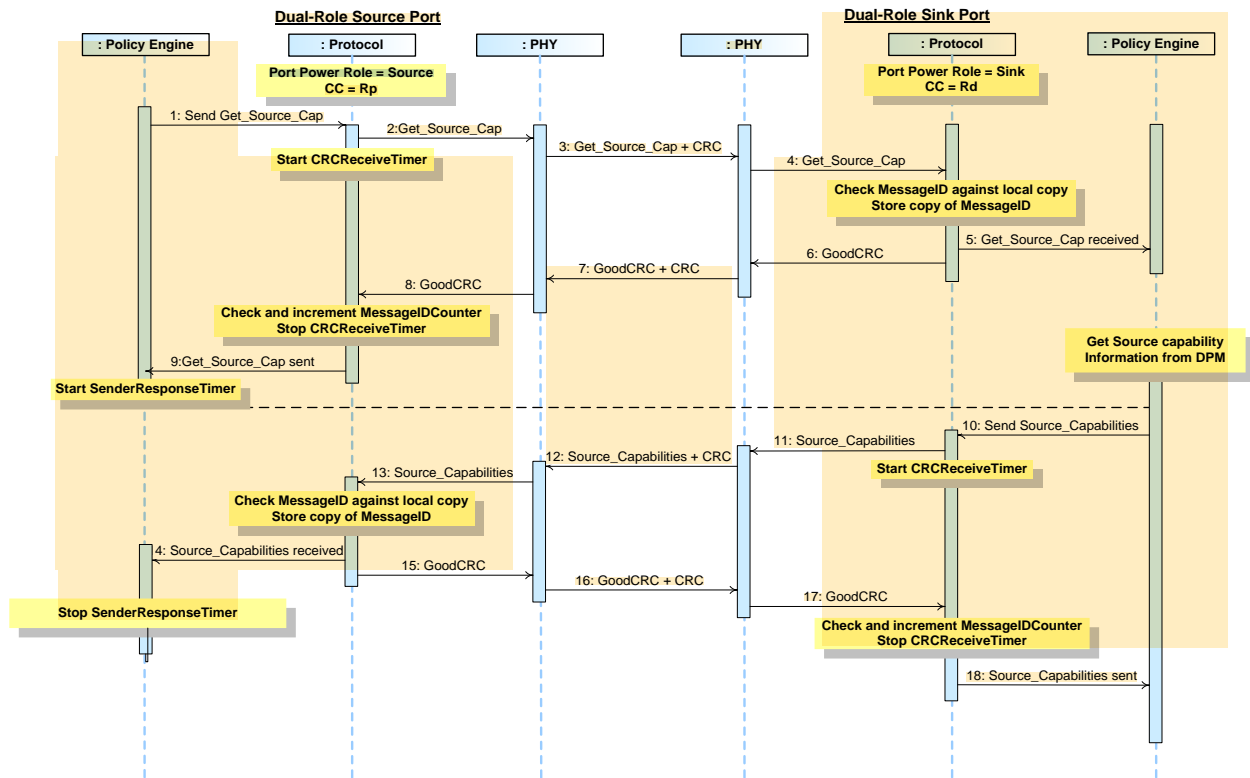 Dual-Role Source Port
Dual-Role Sink Port
: Policy Engine
: Protocol
: PHY
: PHY
: Protocol
: Policy Engine
Port Power Role = Source
CC = Rp
Port Power Role = Sink
CC = Rd
1: Send Get_Source_Cap
2:Get_Source_Cap
3: Get_Source_Cap + CRC
4: Get_Source_Cap
Start CRCReceiveTimer
Check MessageID against local copy
Store copy of MessageID
5: Get_Source_Cap received
6: GoodCRC
7: GoodCRC + CRC
8: GoodCRC
Check and increment MessageIDCounter
Stop CRCReceiveTimer
9:Get_Source_Cap sent
Start SenderResponseTimer
Get Source capability
Information from DPM
10: Send Source_Capabilities
11: Source_Capabilities
Start CRCReceiveTimer
12: Source_Capabilities + CRC
13: Source_Capabilities
Check MessageID against local copy
Store copy of MessageID
4: Source_Capabilities received
15: GoodCRC
16: GoodCRC + CRC
17: GoodCRC
Stop SenderResponseTimer
Check and increment MessageIDCounter
Stop CRCReceiveTimer
18: Source_Capabilities sent